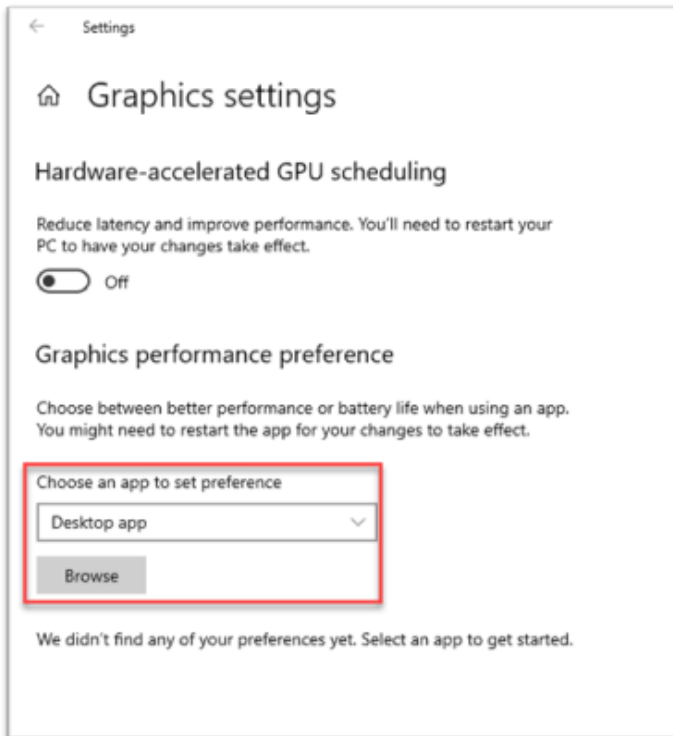 Settings
Graphics settings
Hardware-accelerated GPU scheduling
Reduce latency and improve performance. You'll need to restart your
PC to have your changes take effect.
Off
Graphics performance preference
Choose between better performance or battery life when using an app.
You might need to restart the app for your changes to take effect.
Choose an app to set preference
Desktop app
Browse
We didn't find any of your preferences yet. Select an app to get started.